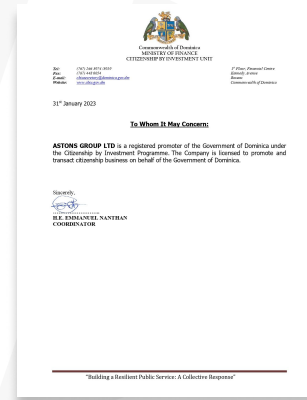 Commonwealth of Dominica
MINISTRY OF FINANCE
CITIZENSHIP BY INVESTMENT UNIT
Tel:
Fax:
E-mail:
Website:
3rd Floor, Financial Centre
Kennedy Avenue
Roseau
Commonwealth of Dominica
31st January 2023
To Whom It May Concern:
ASTONS GROUP LTD is a registered promoter of the Government of Dominica under
the Citizenship by Investment Programme. The Company is licensed to promote and
transact citizenship business on behalf of the Government of Dominica.
Sincerely,
H.E. EMMANUEL NANTHAN
COORDINATOR
"Building a Resilient Public Service: A Collective Response"